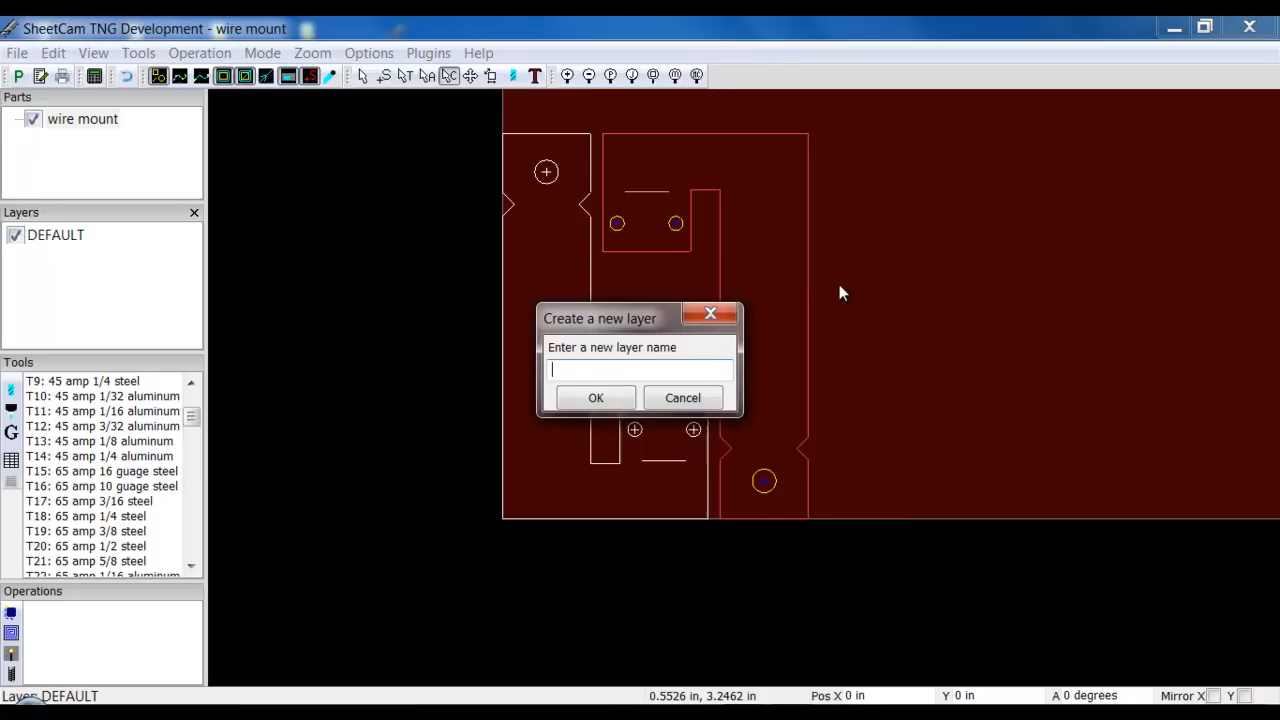 SheetCam TNG Development - wire mount
File Edit View Tools Operation Mode Zoom Options Plugins Help
Parts
wire mount
Layers
DEFAULT
Create a new layer
Enter a new layer name
OK Cancel
Tools
T9: 45 amp 1/4 steel
T10: 45 amp 1/32 aluminum
T11: 45 amp 1/16 aluminum
T12: 45 amp 3/32 aluminum
T13: 45 amp 1/8 aluminum
T14: 45 amp 1/4 aluminum
T15: 65 amp 16 guage steel
T16: 65 amp 10 guage steel
T17: 65 amp 3/16 steel
T18: 65 amp 1/4 steel
T19: 65 amp 3/8 steel
T20: 65 amp 1/2 steel
T21: 65 amp 5/8 steel
T22: 65 amp 1/16 aluminum
Operations
Layer: DEFAULT 0.5526 in, 3.2462 in Pos X 0 in Y 0 in A 0 degrees Mirror X Y